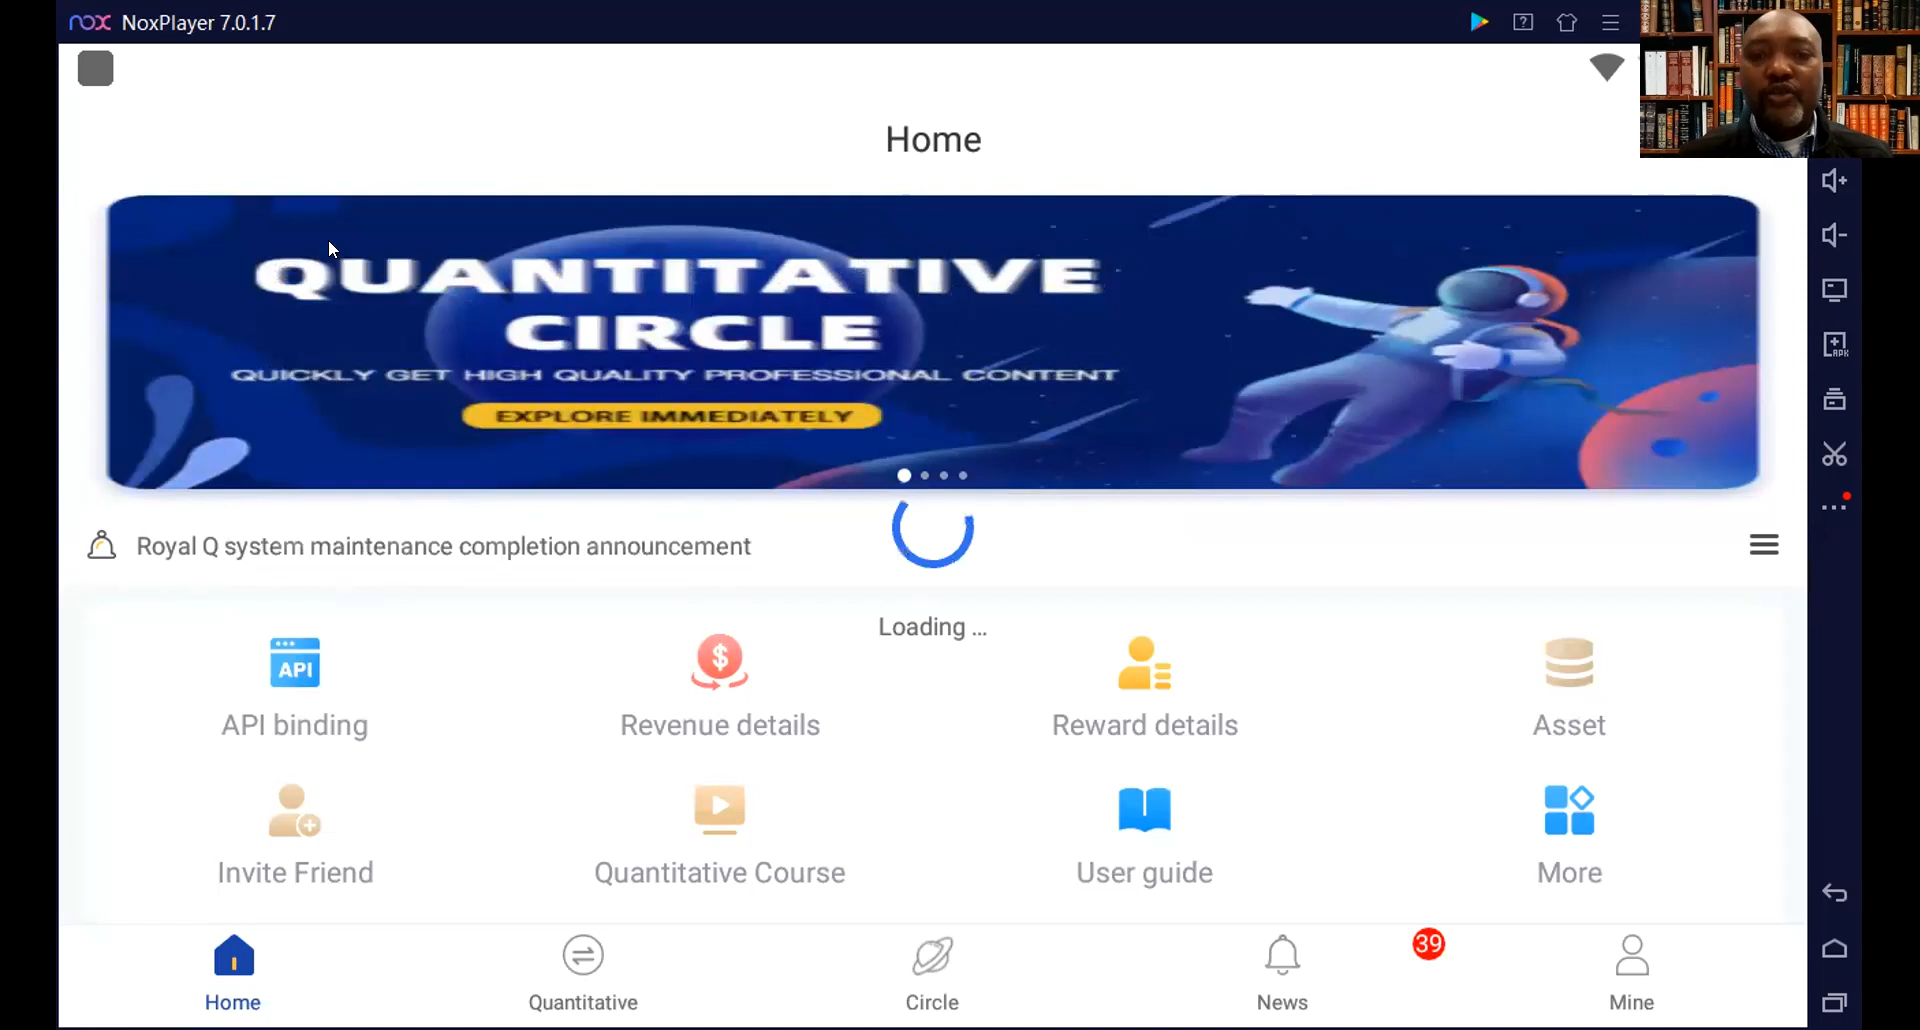 nox NoxPlayer 7.0.1.7
Home
QUANTITATIVE
CIRCLE
QUICKLY GET HIGH QUALITY PROFESSIONAL CONTENT
EXPLORE IMMEDIATELY
Royal Q system maintenance completion announcement
Loading ...
API
API binding
$
Revenue details
Reward details
Asset
Invite Friend
Quantitative Course
User guide
More
Home
Quantitative
Circle
News
39
Mine
APK